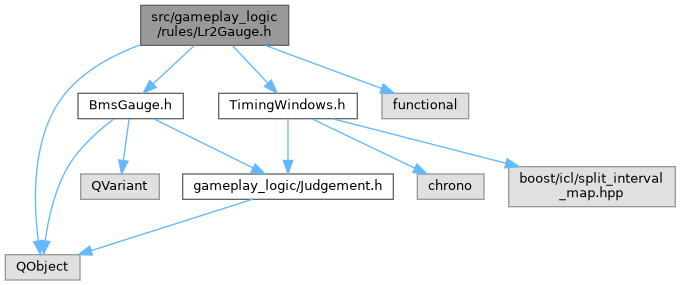 src/gameplay_logic
/rules/Lr2Gauge.h
BmsGauge.h
TimingWindows.h
functional
QVariant
gameplay_logic/Judgement.h
chrono
boost/icl/split_interval
_map.hpp
QObject